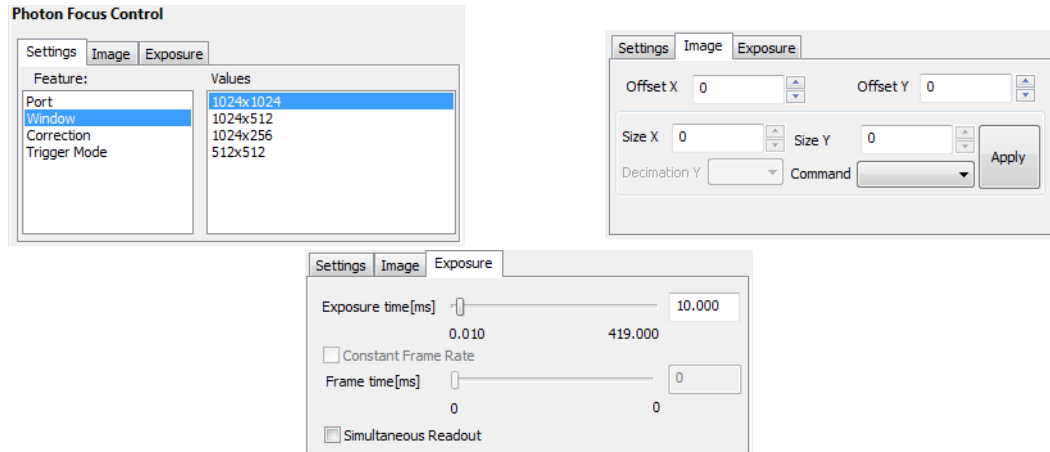 Photon Focus Control
Settings Image Exposure
Feature: Values
Port 1024x1024
Window 1024x512
Correction 1024x256
Trigger Mode 512x512
Settings Image Exposure
Offset X 0 Offset Y 0
Size X 0 Size Y 0
Decimation Y Command Apply
Settings Image Exposure
Exposure time[ms] 10.000
0.010 419.000
Constant Frame Rate
Frame time[ms] 0
0 0
Simultaneous Readout